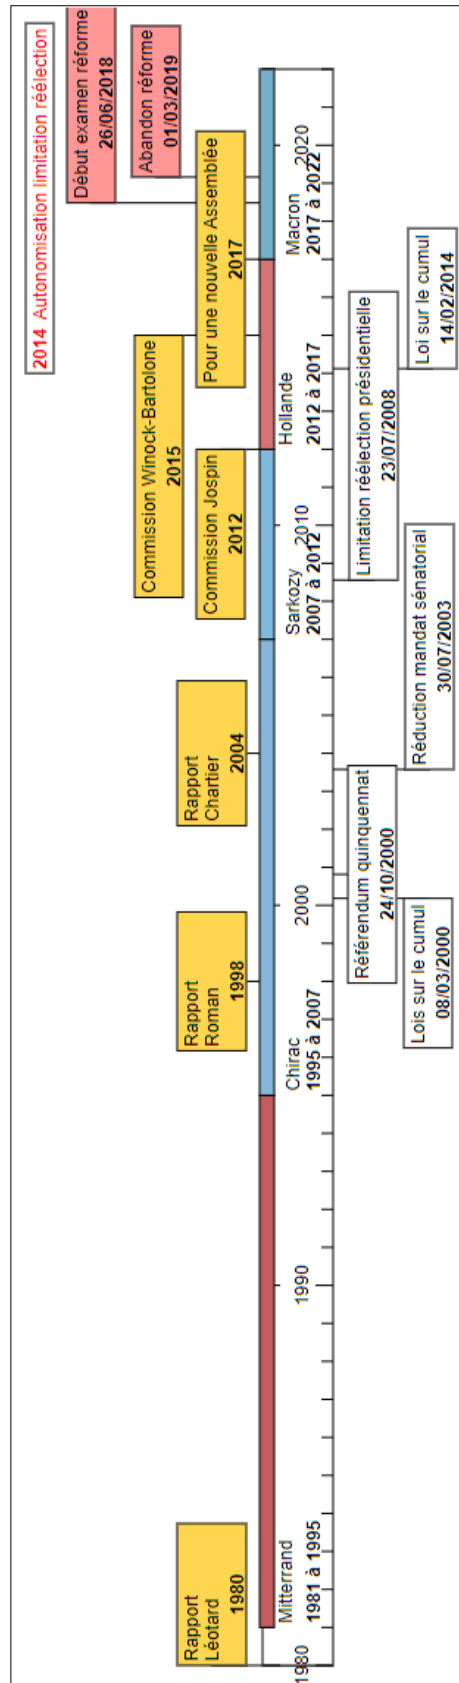 2014 Autonomisation limitation réélection
Début examen réforme
26/06/2018
Abandon réforme
01/03/2019
Commission Winock-Bartolone
2015
Pour une nouvelle Assemblée
2017
Rapport
Léotard
1980
Rapport
Roman
1998
Rapport
Chartier
2004
Commission Jospin
2012
Mitterrand
1981 à 1995
Chirac
1995 à 2007
Sarkozy
2007 à 2012
Hollande
2012 à 2017
Macron
2017 à 2022
1980
1990
2000
2010
2020
Référendum quinquennat
24/10/2000
Limitation réélection présidentielle
23/07/2008
Lois sur le cumul
08/03/2000
Réduction mandat sénatorial
30/07/2003
Loi sur le cumul
14/02/2014